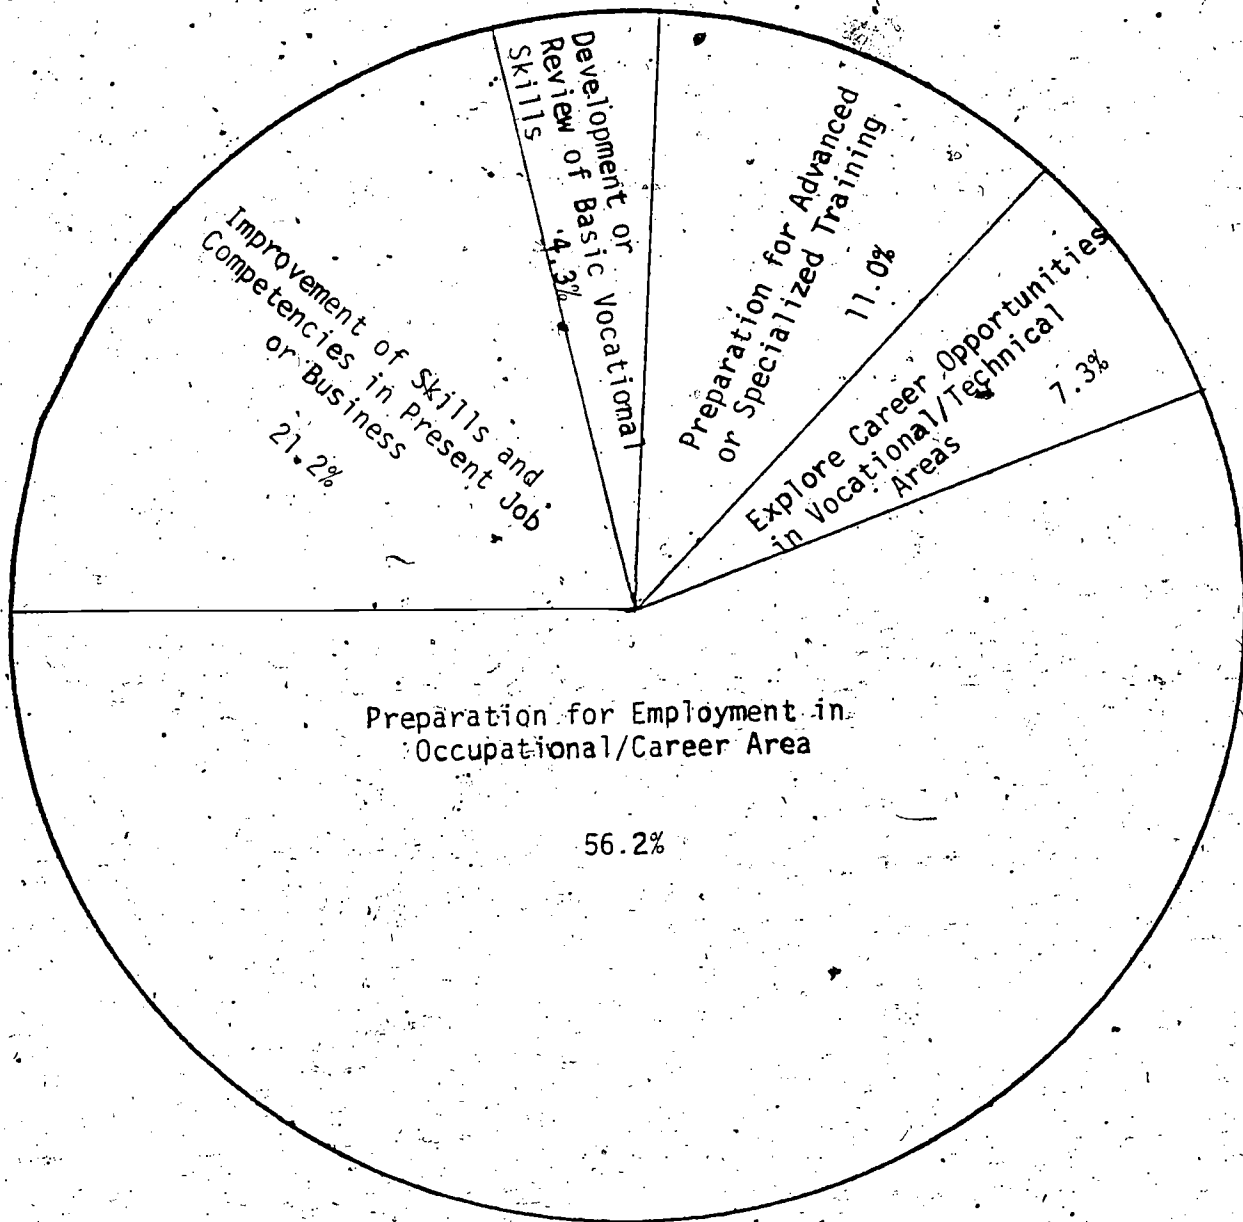 Development or
Review of Basic Vocational
Skills
4.3%
Preparation for Advanced
or Specialized Training
11.0%
Explore Career Opportunities
in Vocational/Technical
Areas
7.3%
Improvement of Skills and
Competencies in Present Job
or Business
21.2%
Preparation for Employment in
Occupational/Career Area
56.2%